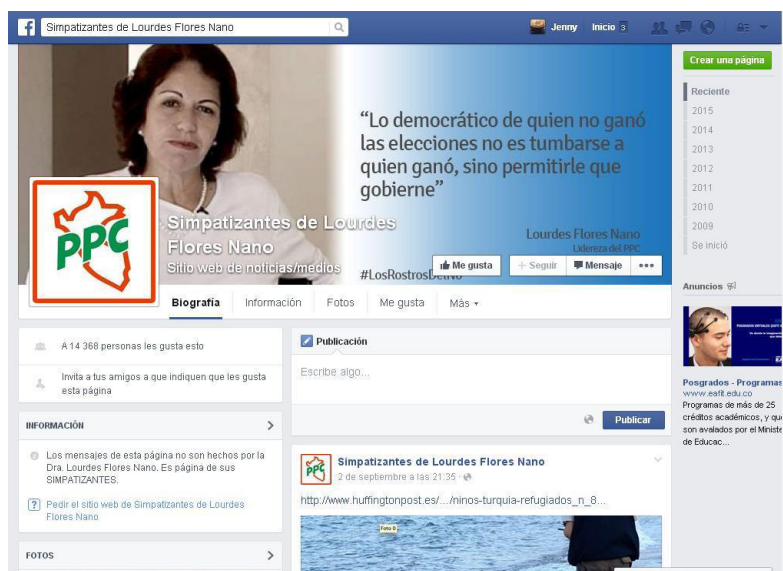 Simpatizantes de Lourdes Flores Nano
Jenny
Inicio 3
“Lo democrático de quien no ganó
las elecciones no es tumbarse a
quien ganó, sino permitirle que
gobierne”
Lourdes Flores Nano
Lidereza del PPC
PPC
Simpatizantes de Lourdes
Flores Nano
Sitio web de noticias/medios
Me gusta
+ Seguir
Mensaje
Biografía
Información
Fotos
Me gusta
Más
A 14 368 personas les gusta esto
Invita a tus amigos a que indiquen que les gusta
esta página
INFORMACIÓN
Los mensajes de esta página no son hechos por la
Dra. Lourdes Flores Nano. Es página de sus
SIMPATIZANTES.
? Pedir el sitio web de Simpatizantes de Lourdes
Flores Nano
FOTOS
Publicación
Escribe algo...
Publicar
PPC
Simpatizantes de Lourdes Flores Nano
2 de septiembre a las 21:35
http://www.huffingtonpost.es/.../ninos-turquia-refugiados_n_8...
Foto B
Crear una página
Reciente
2015
2014
2013
2012
2011
2010
2009
Se inició
Anuncios
Posgrados - Programas
www.eafit.edu.co
Programas de más de 25
créditos académicos, y que
son avalados por el Ministe
de Educac...